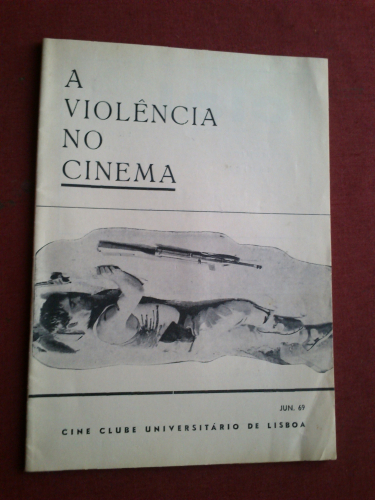 A
VIOLÊNCIA
NO
CINEMA
JUN. 69
CINE CLUBE UNIVERSITÁRIO DE LISBOA